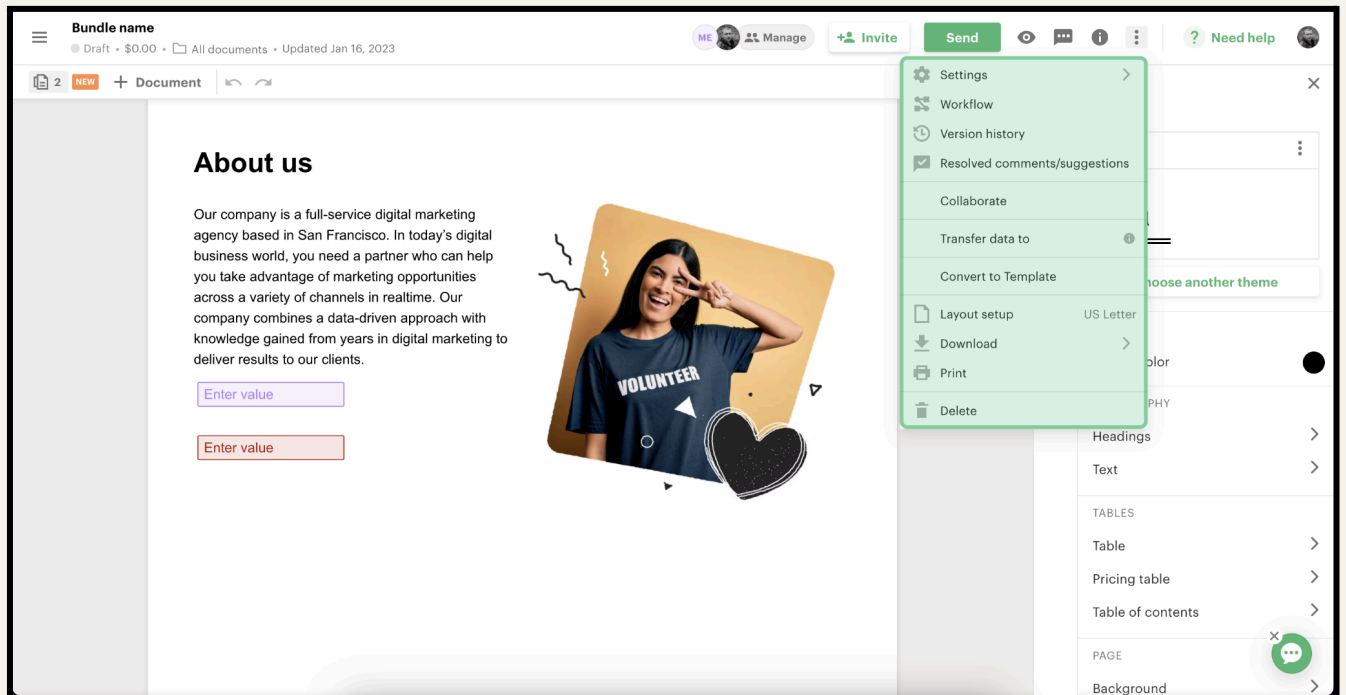 Bundle name
Draft • $0.00 • All documents • Updated Jan 16, 2023
ME
Manage
Invite
Send
? Need help
2 NEW + Document
Settings
Workflow
Version history
Resolved comments/suggestions
Collaborate
Transfer data to
Convert to Template
Layout setup US Letter
Download
Print
Delete
About us
Our company is a full-service digital marketing
agency based in San Francisco. In today’s digital
business world, you need a partner who can help
you take advantage of marketing opportunities
across a variety of channels in realtime. Our
company combines a data-driven approach with
knowledge gained from years in digital marketing to
deliver results to our clients.
Enter value
Enter value
VOLUNTEER
another theme
Headings
Text
TABLES
Table
Pricing table
Table of contents
PAGE
Background